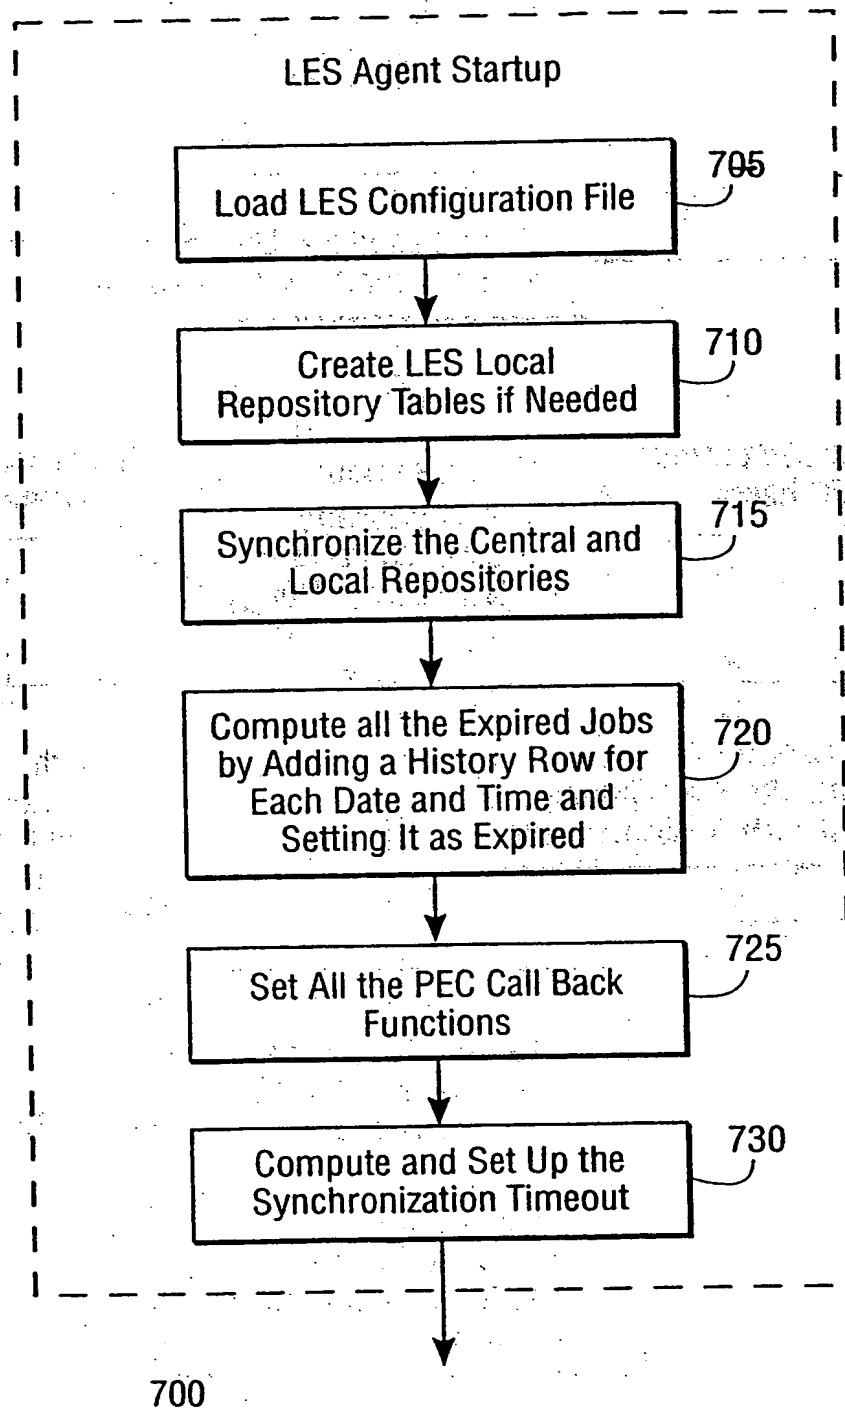 LES Agent Startup
705
Load LES Configuration File
710
Create LES Local
Repository Tables if Needed
715
Synchronize the Central and
Local Repositories
720
Compute all the Expired Jobs
by Adding a History Row for
Each Date and Time and
Setting It as Expired
725
Set All the PEC Call Back
Functions
730
Compute and Set Up the
Synchronization Timeout
700